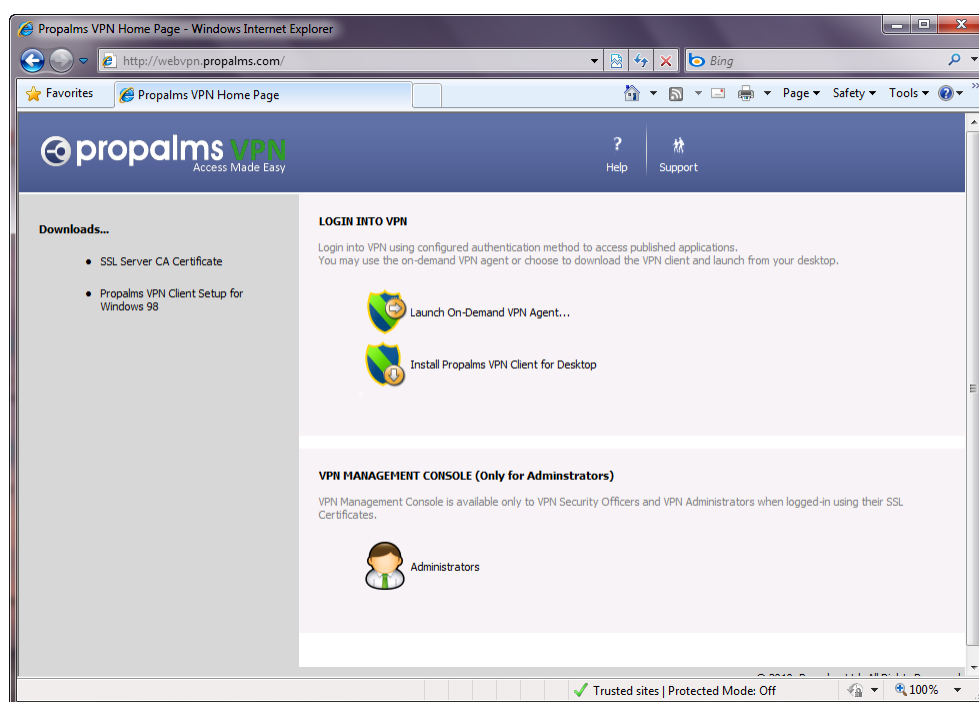 Propalms VPN Home Page - Windows Internet Explorer
http://webvpn.propalms.com/
Bing
Favorites
Propalms VPN Home Page
Page
Safety
Tools
propalms VPN
Access Made Easy
Help
Support
Downloads...
SSL Server CA Certificate
Propalms VPN Client Setup for
Windows 98
LOGIN INTO VPN
Login into VPN using configured authentication method to access published applications.
You may use the on-demand VPN agent or choose to download the VPN client and launch from your desktop.
Launch On-Demand VPN Agent...
Install Propalms VPN Client for Desktop
VPN MANAGEMENT CONSOLE (Only for Adminstrators)
VPN Management Console is available only to VPN Security Officers and VPN Administrators when logged-in using their SSL
Certificates.
Administrators
Trusted sites | Protected Mode: Off
100%